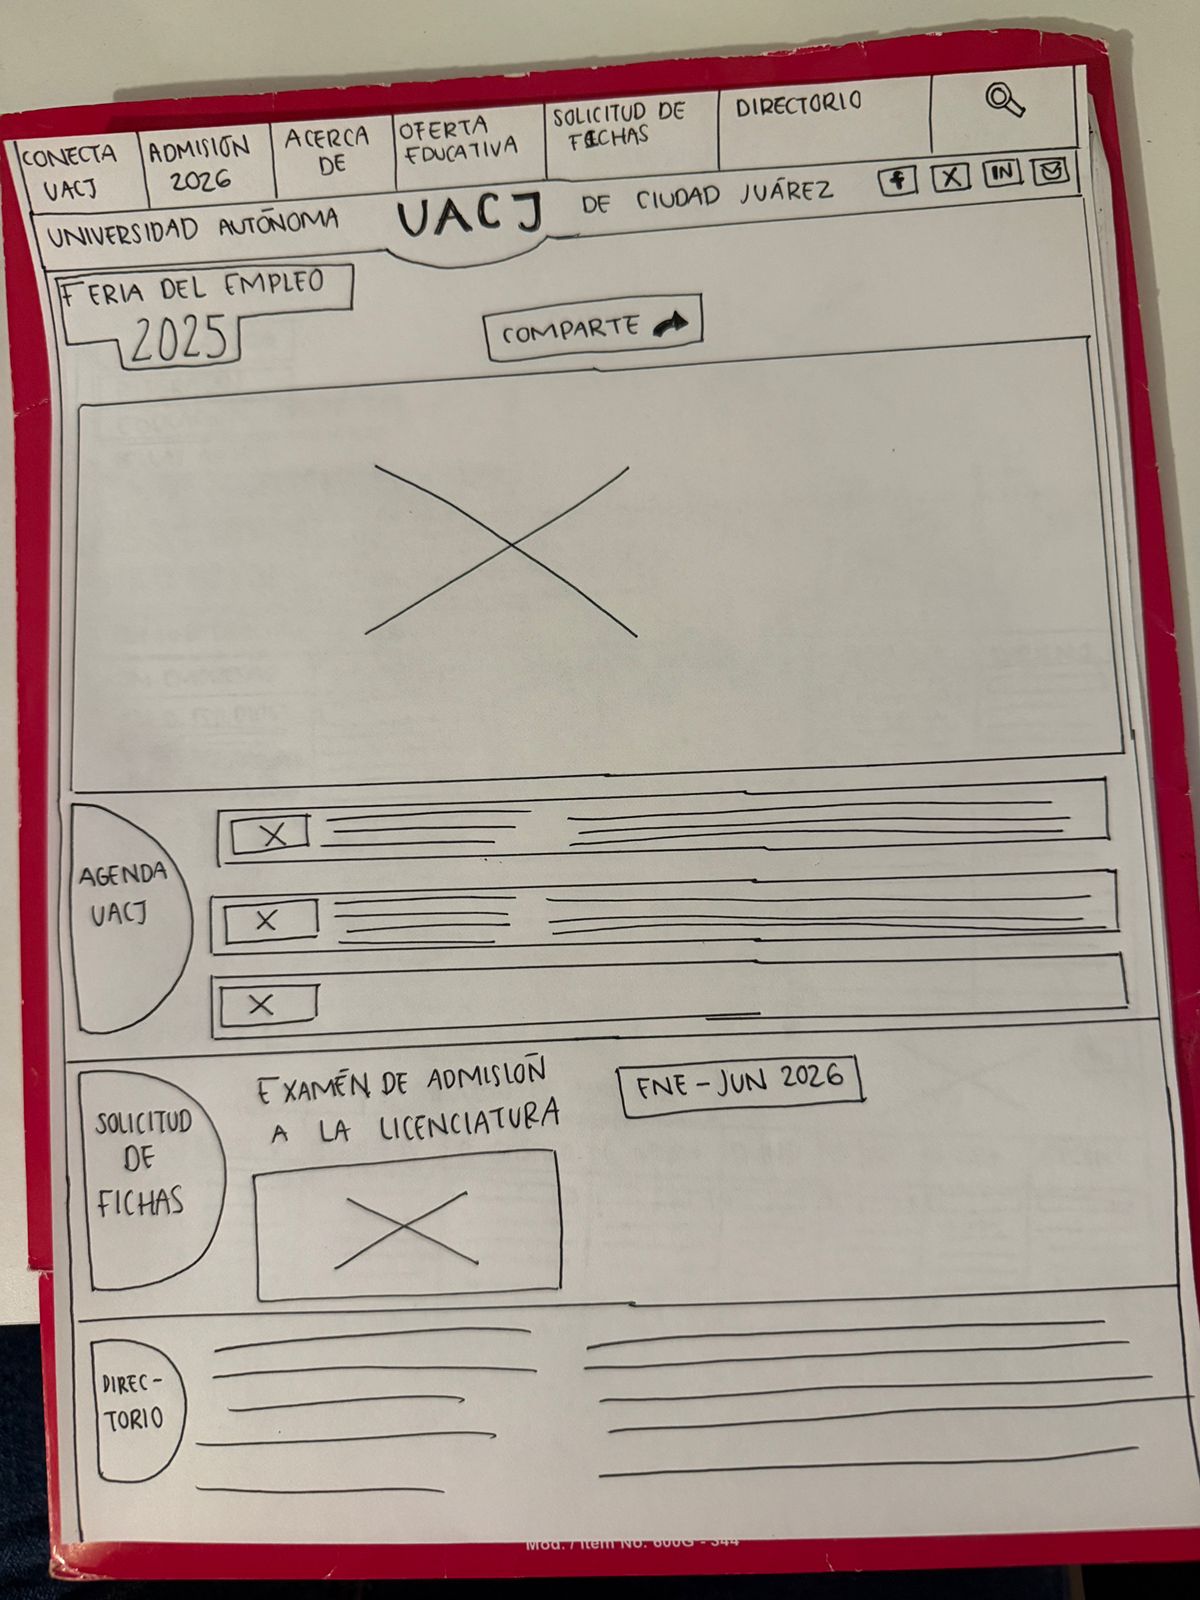 CONECTA
UACJ
ADMISIÓN
2026
ACERCA
DE
OFERTA
EDUCATIVA
SOLICITUD DE
FICHAS
DIRECTORIO
UNIVERSIDAD AUTÓNOMA UACJ DE CIUDAD JUÁREZ f X IN
FERIA DEL EMPLEO
2025
COMPARTE
AGENDA
UACJ
SOLICITUD
DE
FICHAS
EXAMÉN DE ADMISIÓN
A LA LICENCIATURA
ENE - JUN 2026
DIREC-
TORIO
Mod. / Item No. 600G - 344